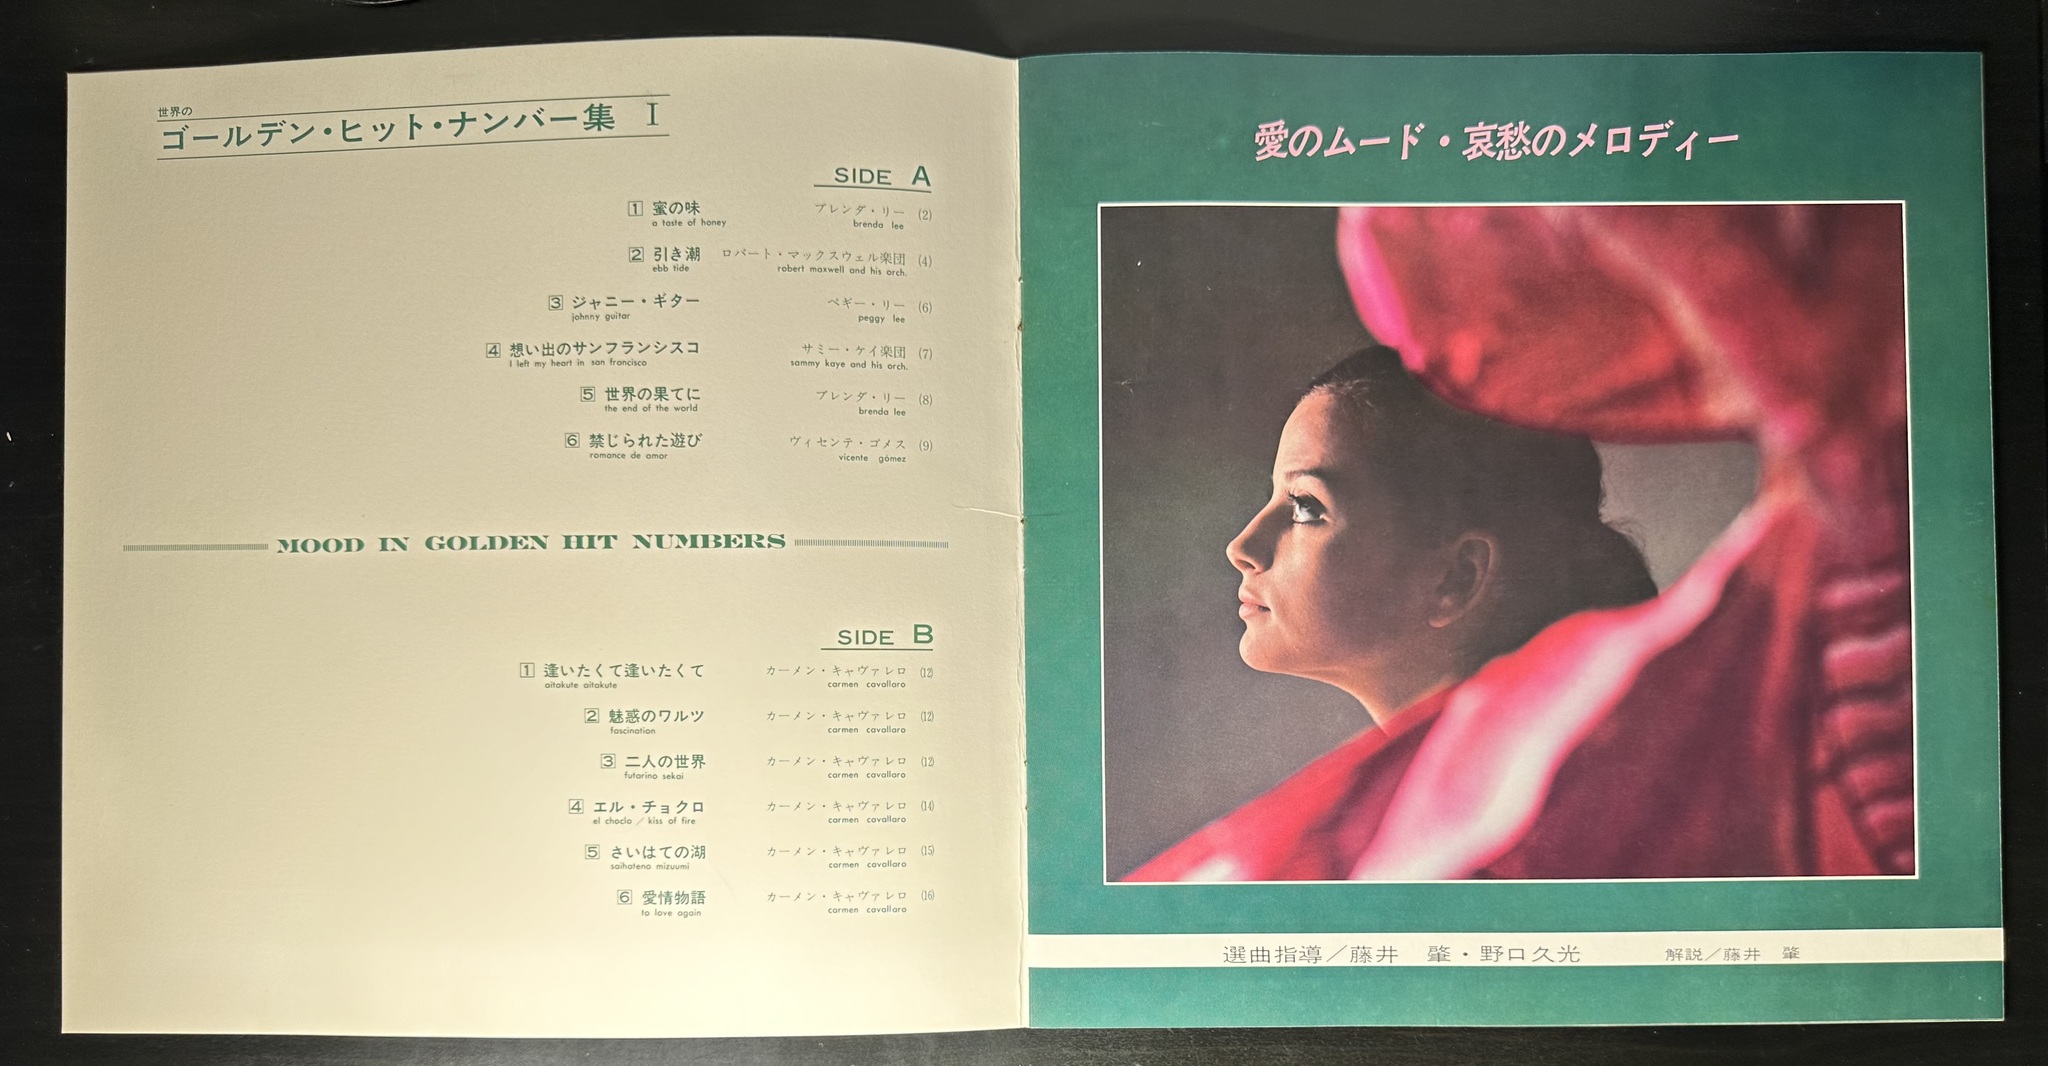 世界の
ゴールデン・ヒット・ナンバー集 I
SIDE A
1 蜜の味 ブレンダ・リー (2)
a taste of honey brenda lee
2 引き潮 ロバート・マックスウェル楽団 (4)
ebb tide robert maxwell and his orch.
3 ジャニー・ギター ペギー・リー (6)
johnny guitar peggy lee
4 想い出のサンフランシスコ サミー・ケイ楽団 (7)
I left my heart in san francisco sammy kaye and his orch.
5 世界の果てに ブレンダ・リー (8)
the end of the world brenda lee
6 禁じられた遊び ヴィセンテ・ゴメス (9)
romance de amor vicente gómez
MOOD IN GOLDEN HIT NUMBERS
SIDE B
1 逢いたくて逢いたくて カーメン・キャヴァレロ (12)
aitakute aitakute carmen cavallaro
2 魅惑のワルツ カーメン・キャヴァレロ (12)
fascination carmen cavallaro
3 二人の世界 カーメン・キャヴァレロ (12)
futarino sekai carmen cavallaro
4 エル・チョクロ カーメン・キャヴァレロ (14)
el choclo / kiss of fire carmen cavallaro
5 さいはての湖 カーメン・キャヴァレロ (15)
saihateno mizuumi carmen cavallaro
6 愛情物語 カーメン・キャヴァレロ (16)
to love again carmen cavallaro
愛のムード・哀愁のメロディー
選曲指導/藤井 肇・野口久光 解説/藤井 肇